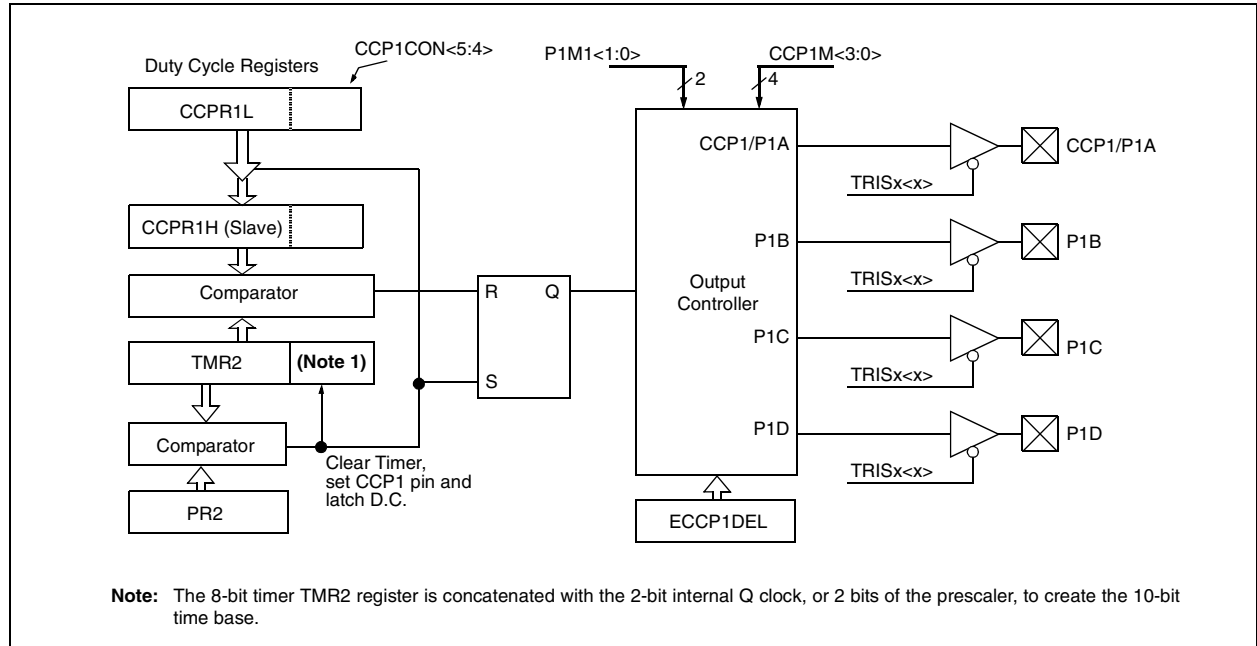 CCP1CON<5:4>
Duty Cycle Registers
CCPR1L
CCPR1H (Slave)
Comparator
TMR2
(Note 1)
Comparator
PR2
Clear Timer,
set CCP1 pin and
latch D.C.
R
Q
S
P1M1<1:0>
2
CCP1M<3:0>
4
Output
Controller
CCP1/P1A
TRISx<x>
CCP1/P1A
P1B
TRISx<x>
P1B
P1C
TRISx<x>
P1C
P1D
TRISx<x>
P1D
ECCP1DEL
Note: The 8-bit timer TMR2 register is concatenated with the 2-bit internal Q clock, or 2 bits of the prescaler, to create the 10-bit
time base.